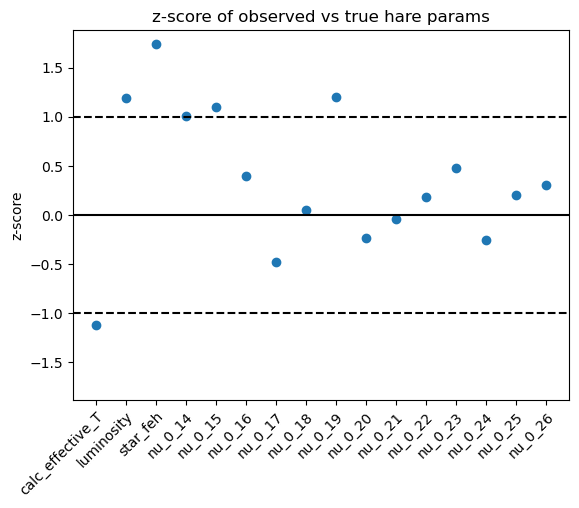 z-score of observed vs true hare params
z-score
1.5
1.0
0.5
0.0
−0.5
−1.0
−1.5
calc_effective_T
luminosity
star_feh
nu_0_14
nu_0_15
nu_0_16
nu_0_17
nu_0_18
nu_0_19
nu_0_20
nu_0_21
nu_0_22
nu_0_23
nu_0_24
nu_0_25
nu_0_26